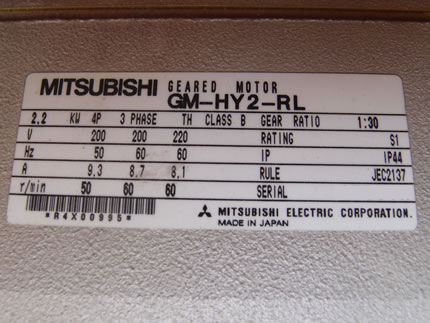 MITSUBISHI GEARED MOTOR
GM-HY2-RL
2.2 KW 4P 3 PHASE TH CLASS B GEAR RATIO 1:30
V 200 200 220 RATING S1
Hz 50 60 60 IP IP44
A 9.3 8.7 8.1 RULE JEC2137
r/min 50 60 60 SERIAL
*R4X00995*
MITSUBISHI ELECTRIC CORPORATION.
MADE IN JAPAN